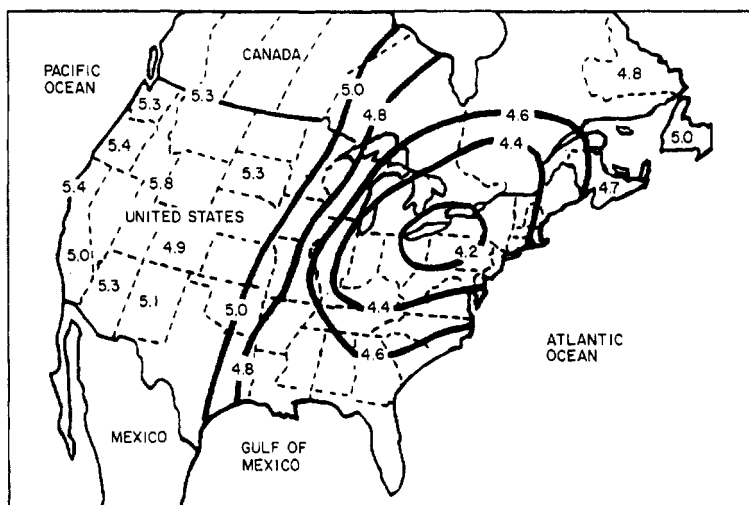 CANADA
PACIFIC
OCEAN
4.8
5.0
5.3
5.3
4.8
4.6
5.0
5.4
4.4
5.4
5.8
5.3
4.7
UNITED STATES
4.9
4.2
5.0
5.3
5.1
5.0
4.4
ATLANTIC
OCEAN
4.6
4.8
MEXICO
GULF OF
MEXICO